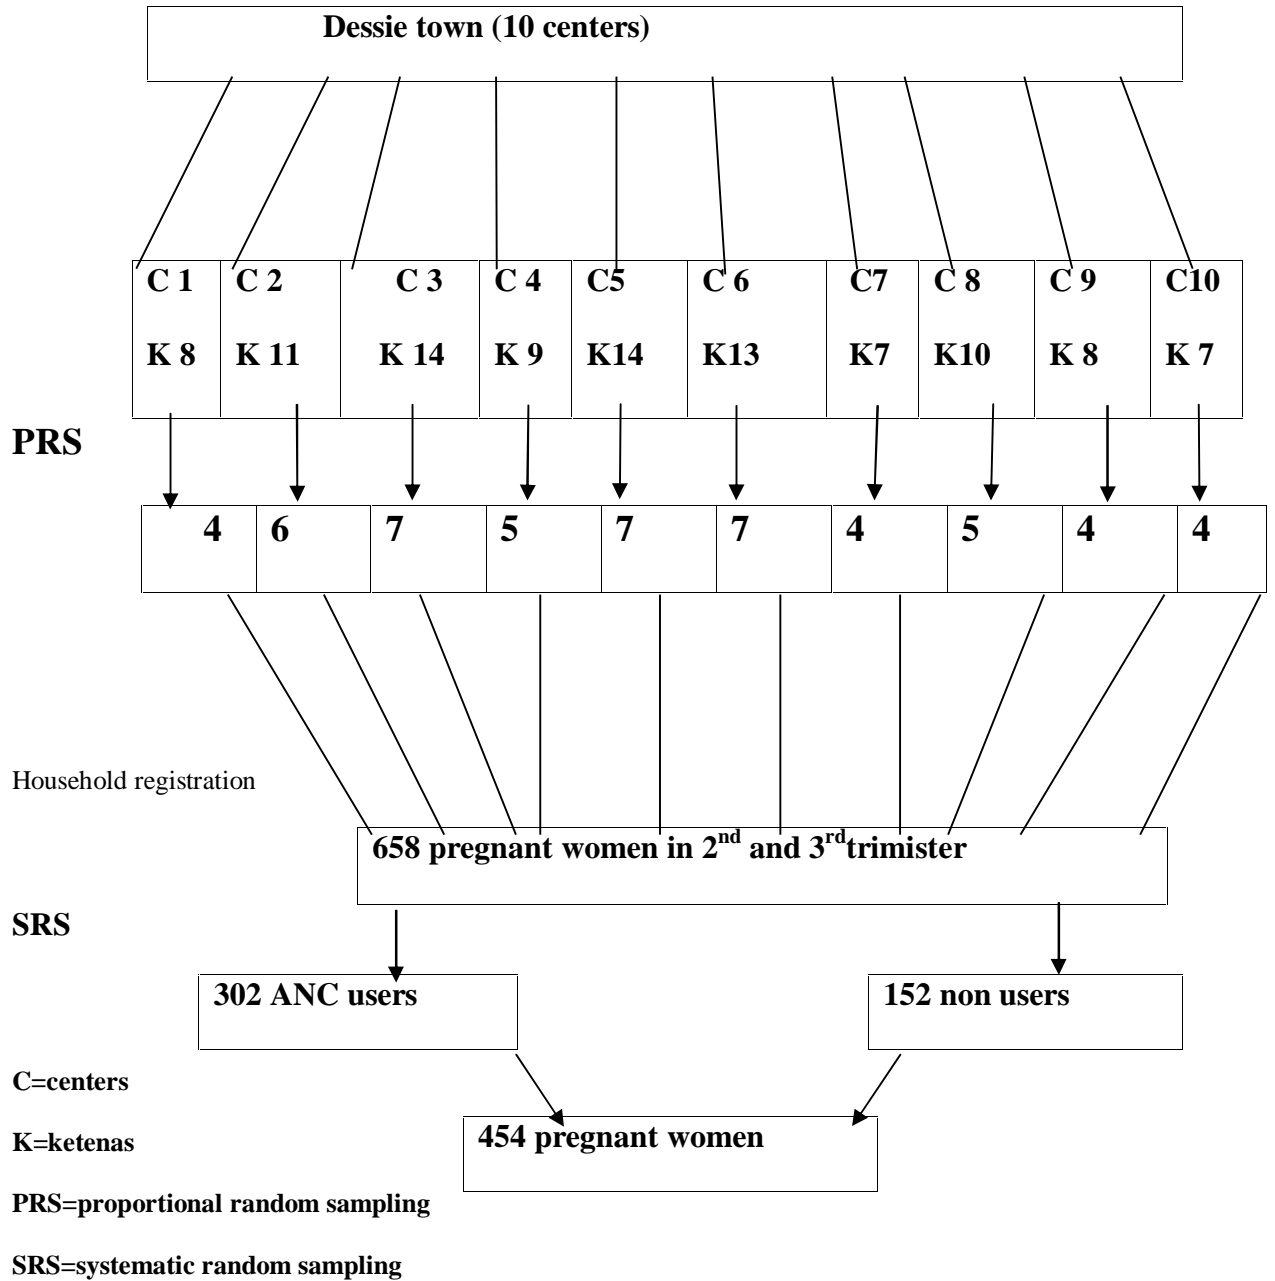 Dessie town (10 centers)
C 1 C 2 C 3 C 4 C5 C 6 C7 C 8 C 9 C10
K 8 K 11 K 14 K 9 K14 K13 K7 K10 K 8 K 7
PRS
4 6 7 5 7 7 4 5 4 4
Household registration
658 pregnant women in 2nd and 3rdtrimister
SRS
302 ANC users 152 non users
C=centers
454 pregnant women
K=ketenas
PRS=proportional random sampling
SRS=systematic random sampling